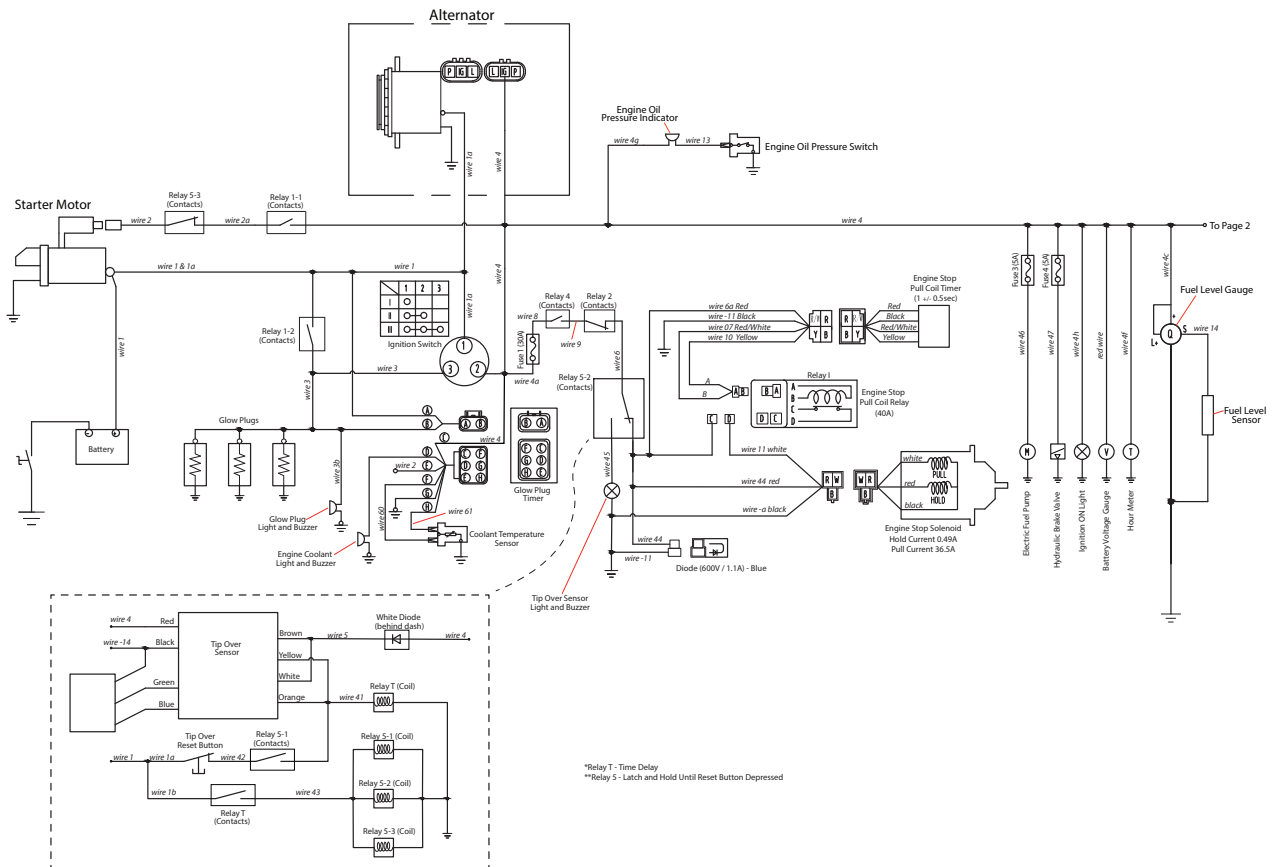 Alternator
P IG L
L IG P
wire 1a
wire 4
Engine Oil
Pressure Indicator
wire 4g
wire 13
Engine Oil Pressure Switch
Starter Motor
Relay 5-3
(Contacts)
Relay 1-1
(Contacts)
wire 2
wire 2a
wire 4
To Page 2
wire 1 & 1a
wire 1
wire 4
wire 1a
1 2 3
I
II
III
Ignition Switch
1
3
2
Relay 1-2
(Contacts)
wire 3
wire 3
wire 1
Battery
Glow Plugs
wire 8
Relay 4
(Contacts)
Relay 2
(Contacts)
wire 9
Fuse 1 (30A)
wire 4a
wire 6
Relay 5-2
(Contacts)
wire 6a Red
wire -11 Black
wire 07 Red/White
wire 10 Yellow
R
Y B
R
B Y
Red
Black
Red/White
Yellow
Engine Stop
Pull Coil Timer
(1 +/- 0.5sec)
A
B
A B
B A
D C
A
B
C
D
Relay I
Engine Stop
Pull Coil Relay
(40A)
C
D
Fuse 3 (5A)
Fuse 4 (5A)
wire 46
wire 47
wire 4h
red wire
wire 4f
wire 4c
Fuel Level Gauge
+
S
Q
L+
wire 14
Fuel Level
Sensor
M
V
T
Electric Fuel Pump
Hydraulic Brake Valve
Ignition ON Light
Battery Voltage Gauge
Hour Meter
A
B
C
D
E
F
G
H
A B
wire 4
wire 2
C F
D G
E H
B A
F C
G D
H E
Glow Plug
Timer
wire 3b
Glow Plug
Light and Buzzer
wire 60
wire 61
Coolant Temperature
Sensor
Engine Coolant
Light and Buzzer
wire 45
wire 11 white
wire 44 red
wire -a black
R W
B
W R
B
white
red
black
PULL
HOLD
Engine Stop Solenoid
Hold Current 0.49A
Pull Current 36.5A
wire 44
wire -11
Diode (600V / 1.1A) - Blue
Tip Over Sensor
Light and Buzzer
wire 4
wire -14
Red
Black
Green
Blue
Tip Over
Sensor
Brown
Yellow
White
Orange
wire 5
White Diode
(behind dash)
wire 4
wire 41
Relay T (Coil)
wire 1
wire 1a
Tip Over
Reset Button
wire 42
Relay 5-1
(Contacts)
Relay 5-1 (Coil)
wire 1b
Relay T
(Contacts)
wire 43
Relay 5-2 (Coil)
Relay 5-3 (Coil)
*Relay T - Time Delay
**Relay 5 - Latch and Hold Until Reset Button Depressed